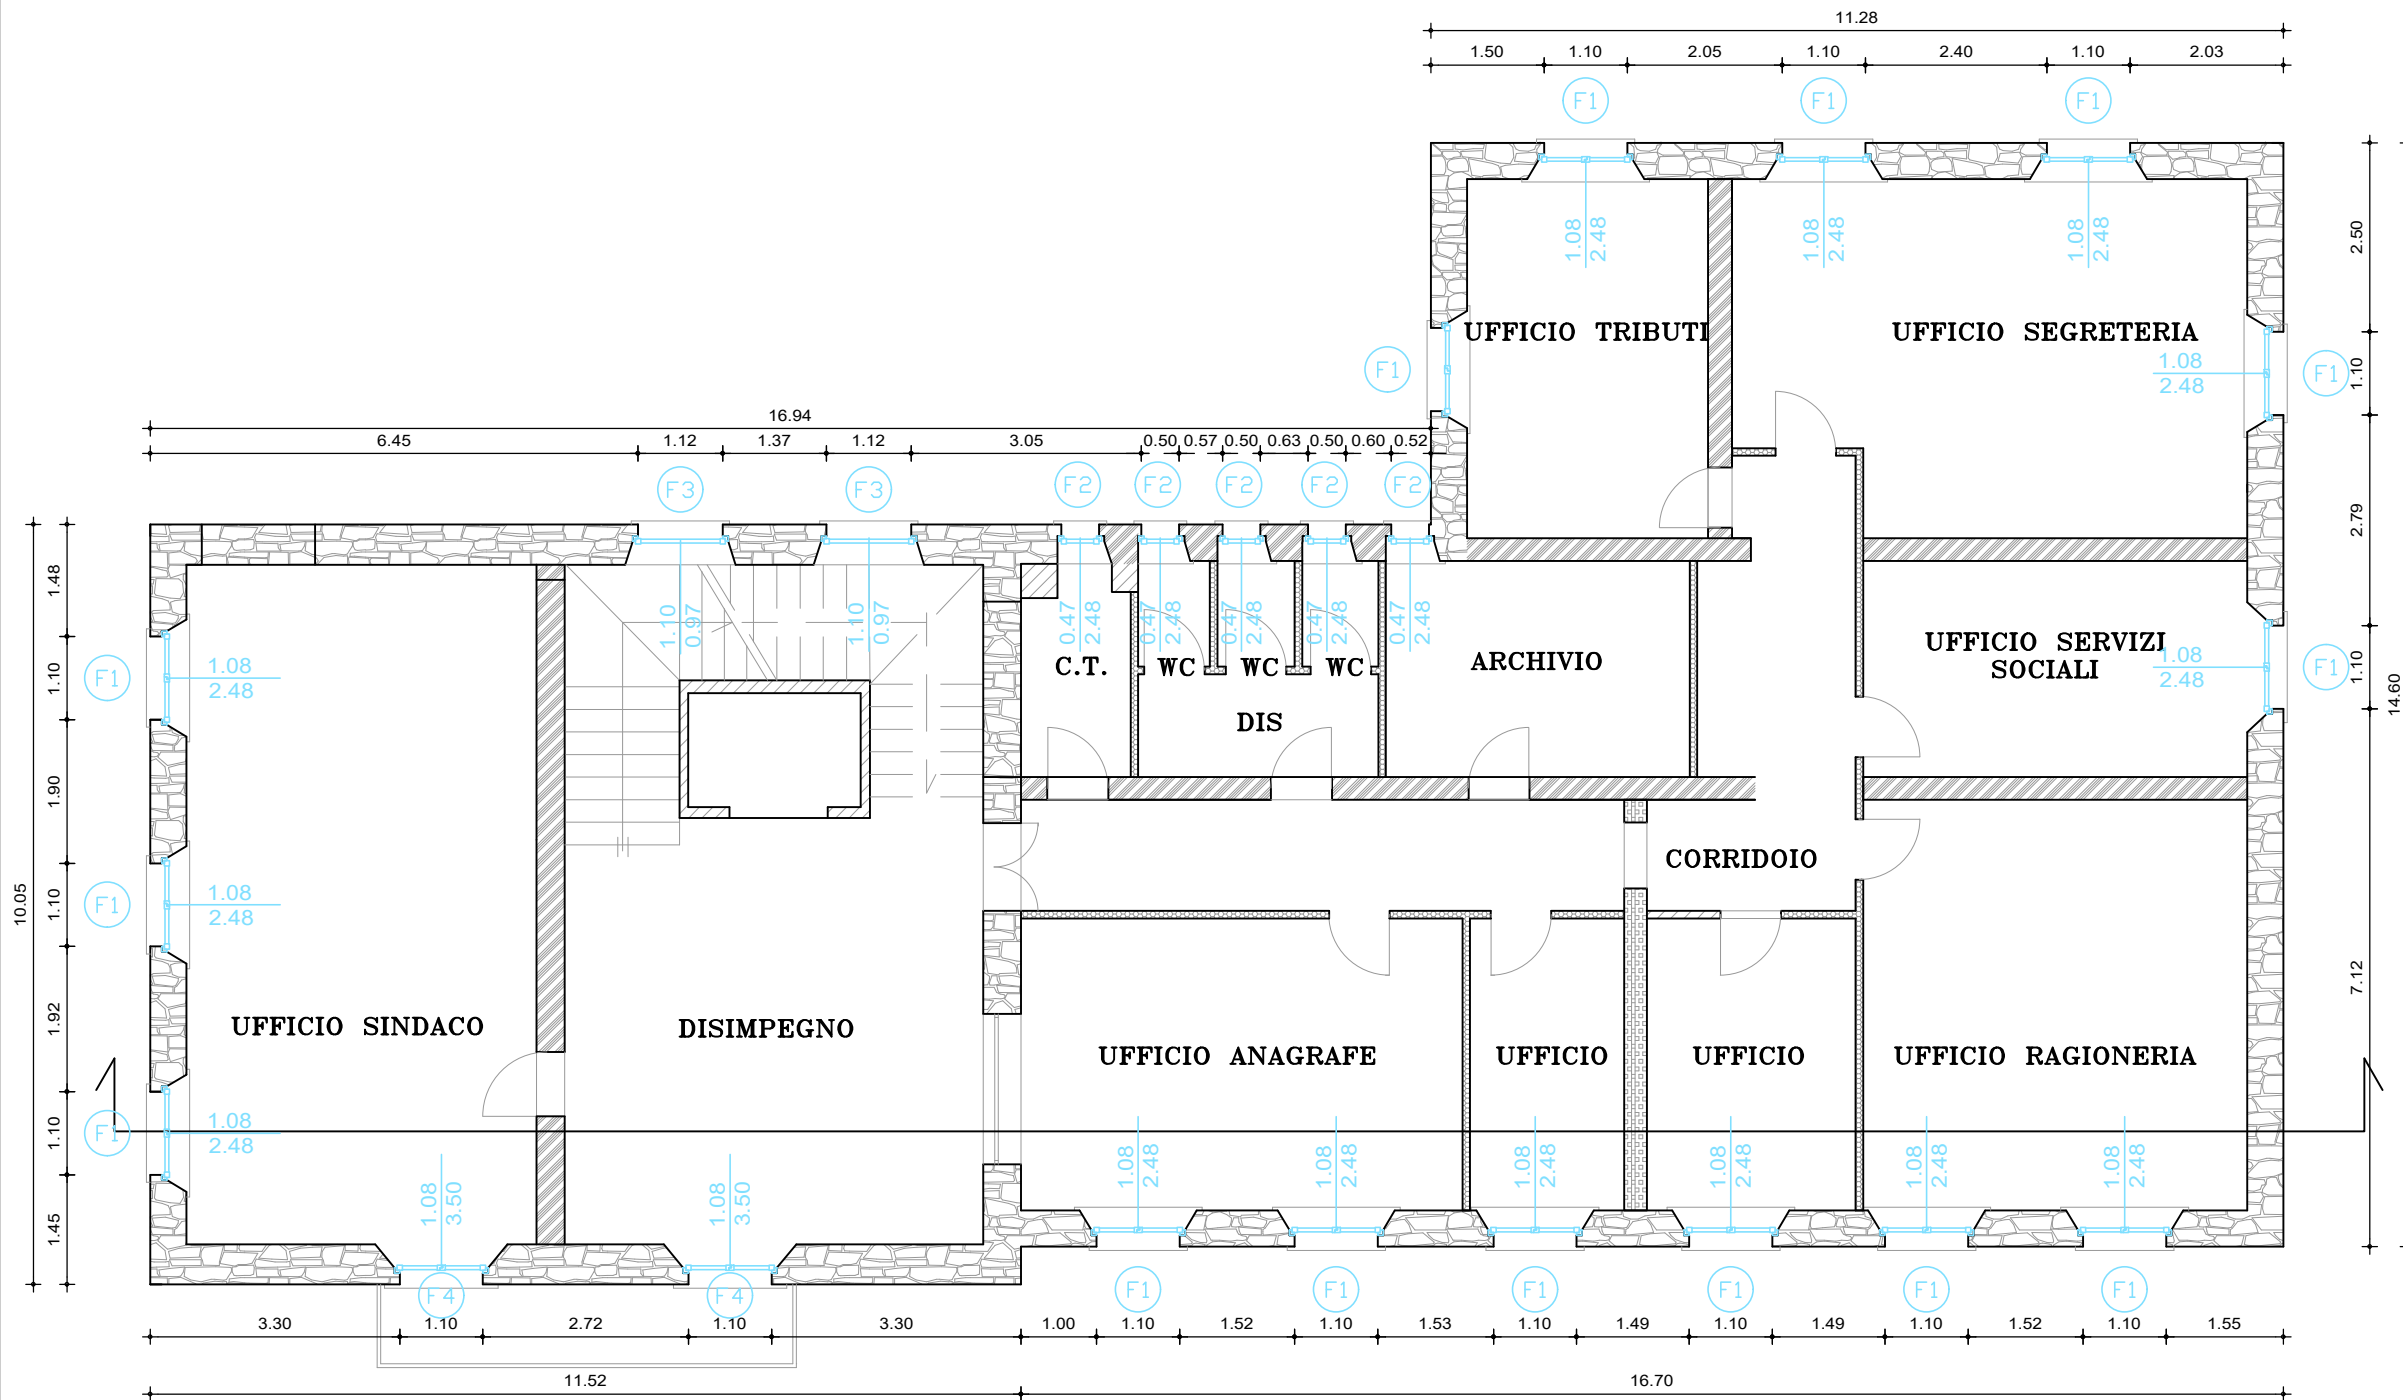 11.28
1.50 1.10 2.05 1.10 2.40 1.10 2.03
F1 F1 F1
1.08 2.48 1.08 2.48 1.08 2.48
2.50
UFFICIO TRIBUTI UFFICIO SEGRETERIA
F1 1.08 2.48 F1 1.10
16.94
6.45 1.12 1.37 1.12 3.05 0.50 0.57 0.50 0.63 0.50 0.60 0.52
F3 F3 F2 F2 F2 F2 F2
2.79
1.48
1.10 0.97 1.10 0.97 0.47 2.48 0.47 2.48 0.47 2.48 0.47 2.48 0.47 2.48
C.T. WC WC WC ARCHIVIO
UFFICIO SERVIZI
SOCIALI
1.08 2.48 F1 1.10
14.60
F1 1.10 1.08 2.48
DIS
1.90
CORRIDOIO
10.05
F1 1.10 1.08 2.48
7.12
1.92
UFFICIO SINDACO DISIMPEGNO
UFFICIO ANAGRAFE UFFICIO UFFICIO UFFICIO RAGIONERIA
F1 1.10 1.08 2.48
1.08 2.48 1.08 2.48 1.08 2.48 1.08 2.48 1.08 2.48 1.08 2.48
1.08 3.50 1.08 3.50
1.45
F4 F4 F1 F1 F1 F1 F1 F1
3.30 1.10 2.72 1.10 3.30 1.00 1.10 1.52 1.10 1.53 1.10 1.49 1.10 1.49 1.10 1.52 1.10 1.55
11.52 16.70